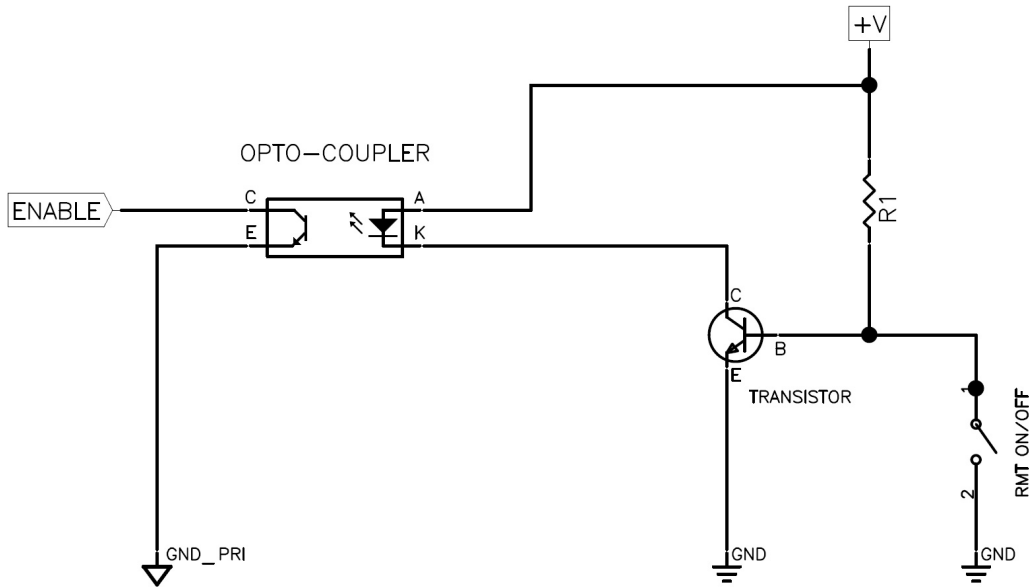 +V
OPTO-COUPLER
ENABLE
C
A
E
K
R1
C
B
E
TRANSISTOR
1
RMT ON/OFF
2
GND_PRI
GND
GND